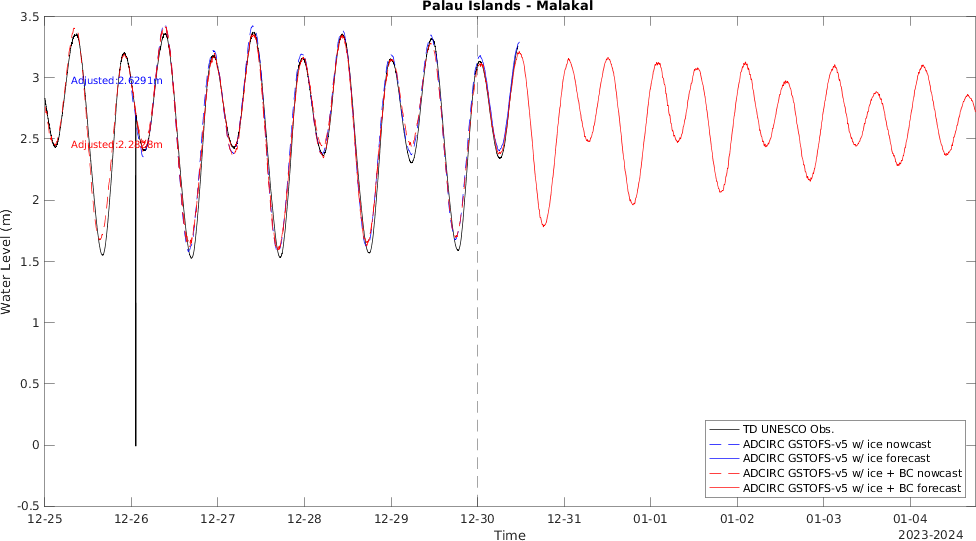 Palau Islands - Malakal
Water Level (m)
3.5
3
2.5
2
1.5
1
0.5
0
-0.5
Adjusted:2.6291m
TD UNESCO Obs.
ADCIRC GSTOFS-v5 w/ ice nowcast
ADCIRC GSTOFS-v5 w/ ice forecast
ADCIRC GSTOFS-v5 w/ ice + BC nowcast
ADCIRC GSTOFS-v5 w/ ice + BC forecast
12-25 12-26 12-27 12-28 12-29 12-30 12-31 01-01 01-02 01-03 01-04
Time
2023-2024